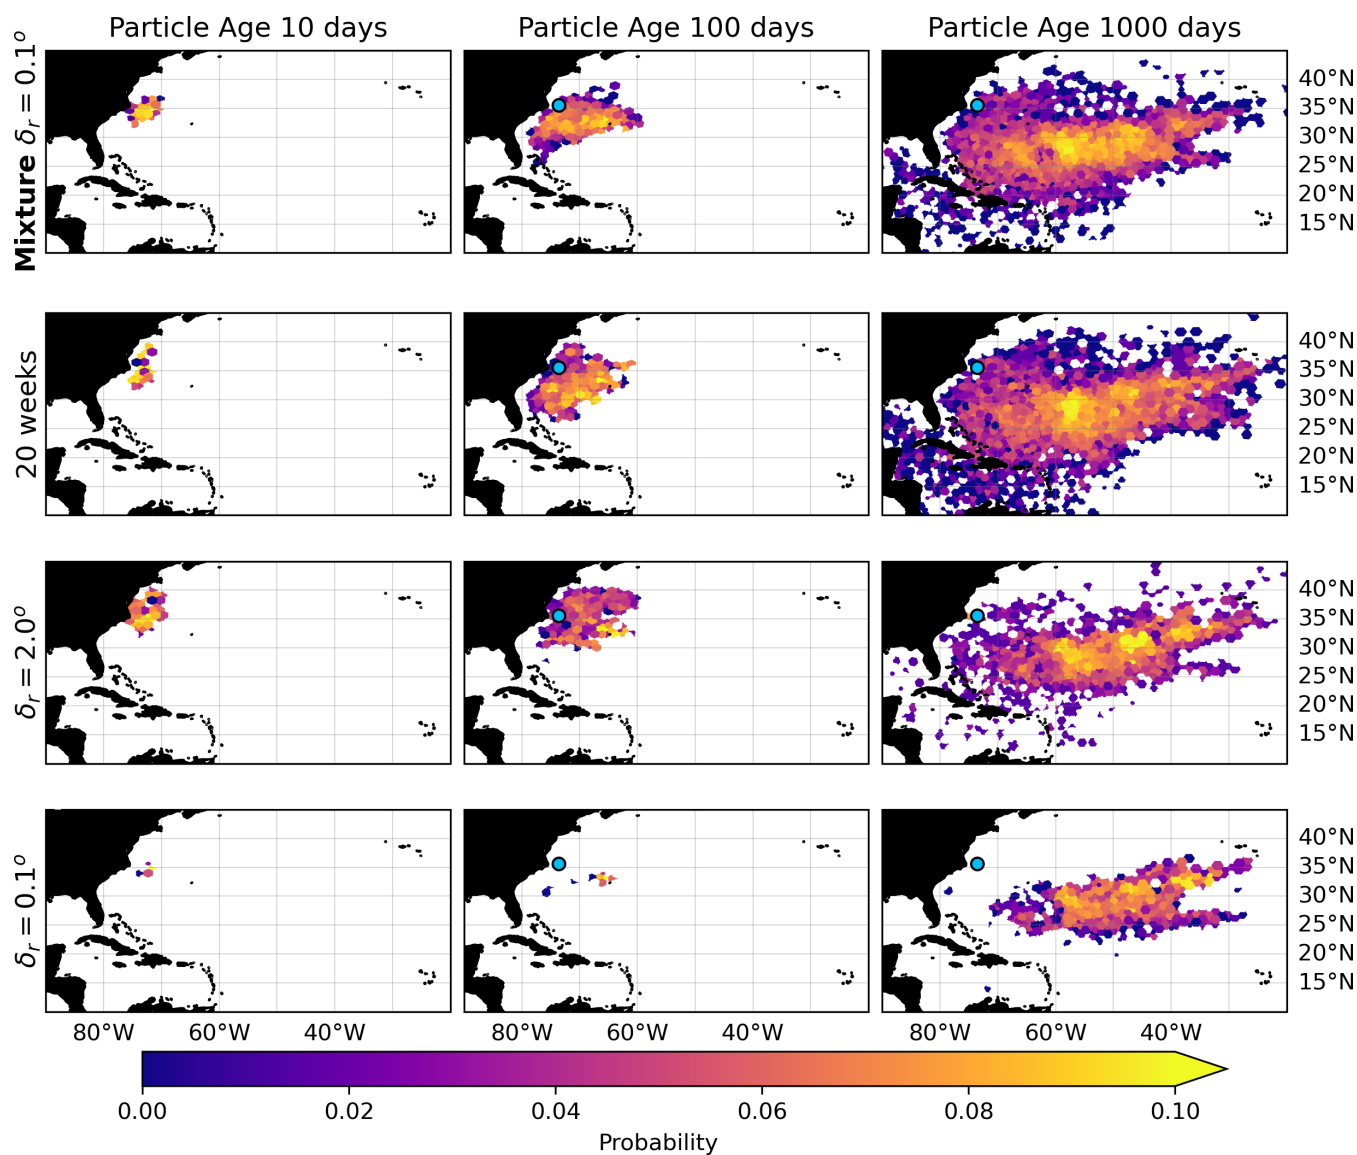 Particle Age 10 days
Particle Age 100 days
Particle Age 1000 days
Mixture δᵣ = 0.1°
40°N
35°N
30°N
25°N
20°N
15°N
20 weeks
40°N
35°N
30°N
25°N
20°N
15°N
δᵣ = 2.0°
40°N
35°N
30°N
25°N
20°N
15°N
δᵣ = 0.1°
40°N
35°N
30°N
25°N
20°N
15°N
80°W 60°W 40°W
80°W 60°W 40°W
80°W 60°W 40°W
0.00 0.02 0.04 0.06 0.08 0.10
Probability